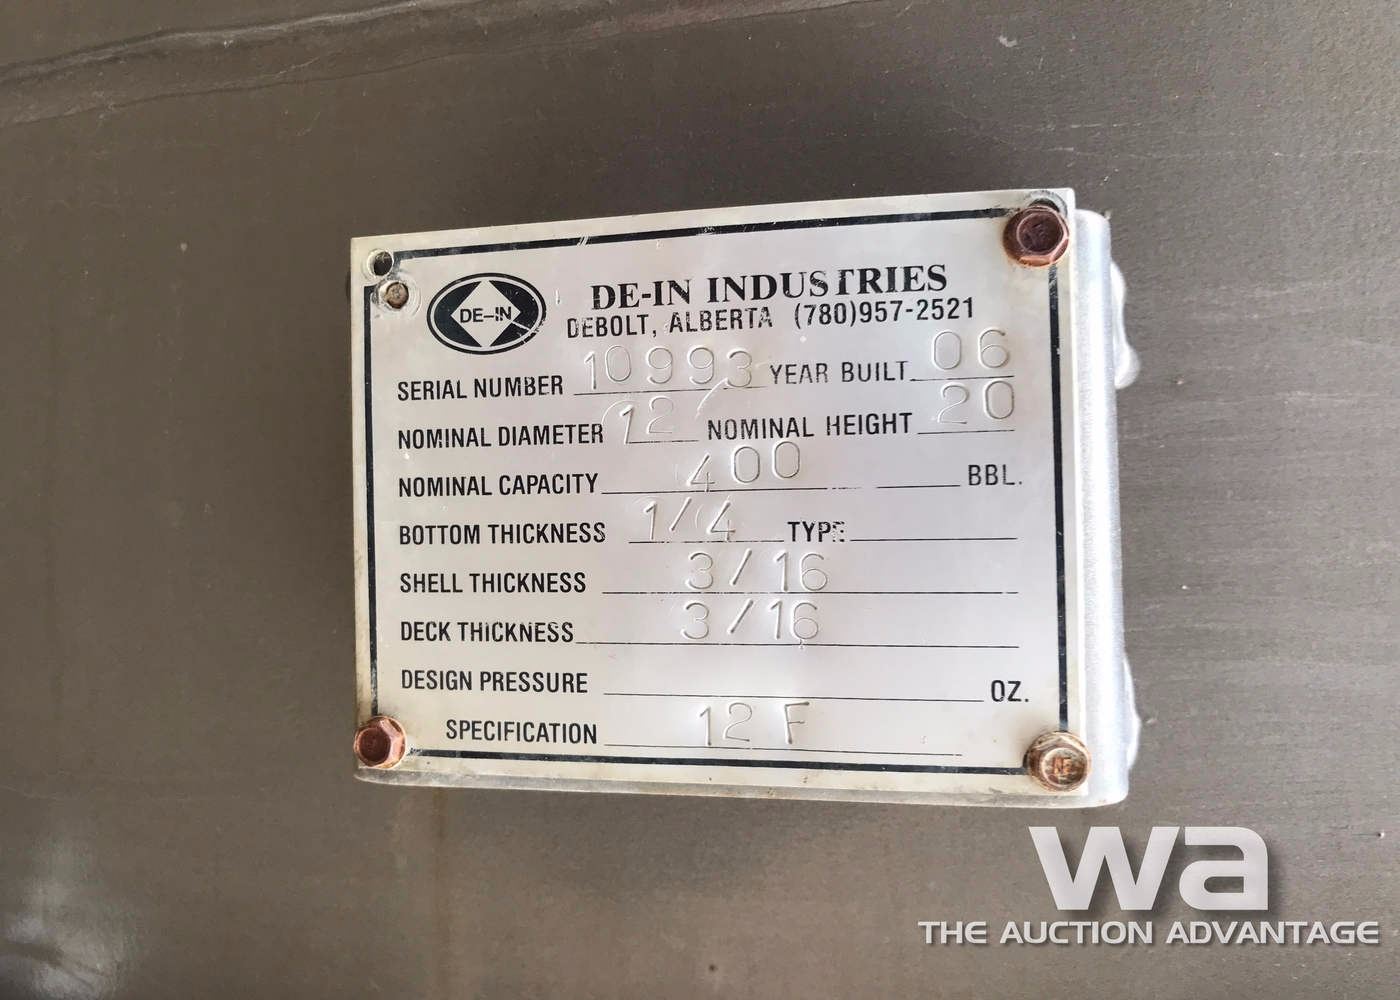 DE-IN
DE-IN INDUSTRIES
DEBOLT, ALBERTA (780)957-2521
SERIAL NUMBER 10993 YEAR BUILT 06
NOMINAL DIAMETER 12 NOMINAL HEIGHT 20
NOMINAL CAPACITY 400 BBL.
BOTTOM THICKNESS 1/4 TYPE
SHELL THICKNESS 3/16
DECK THICKNESS 3/16
DESIGN PRESSURE OZ.
SPECIFICATION 12 F
wa
THE AUCTION ADVANTAGE